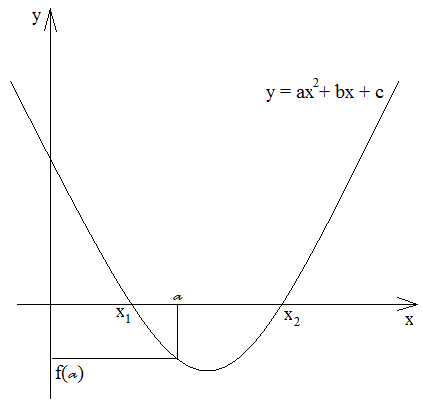 y
y = ax² + bx + c
a
x₁
x₂
x
f(a)